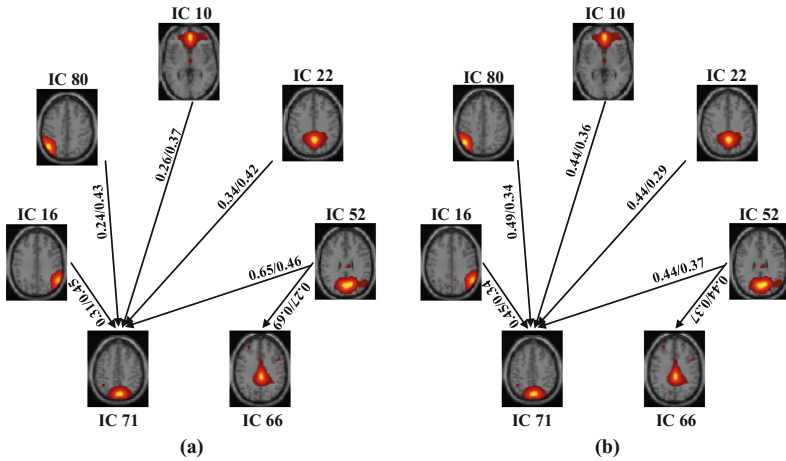 IC 10
IC 80
IC 22
0.26/0.37
0.24/0.43
0.34/0.42
IC 16
IC 52
0.31/0.45
0.65/0.46
0.27/0.69
IC 71
IC 66
(a)
IC 10
IC 80
IC 22
0.44/0.36
0.49/0.34
0.44/0.29
IC 16
IC 52
0.45/0.34
0.44/0.37
0.44/0.37
IC 71
IC 66
(b)